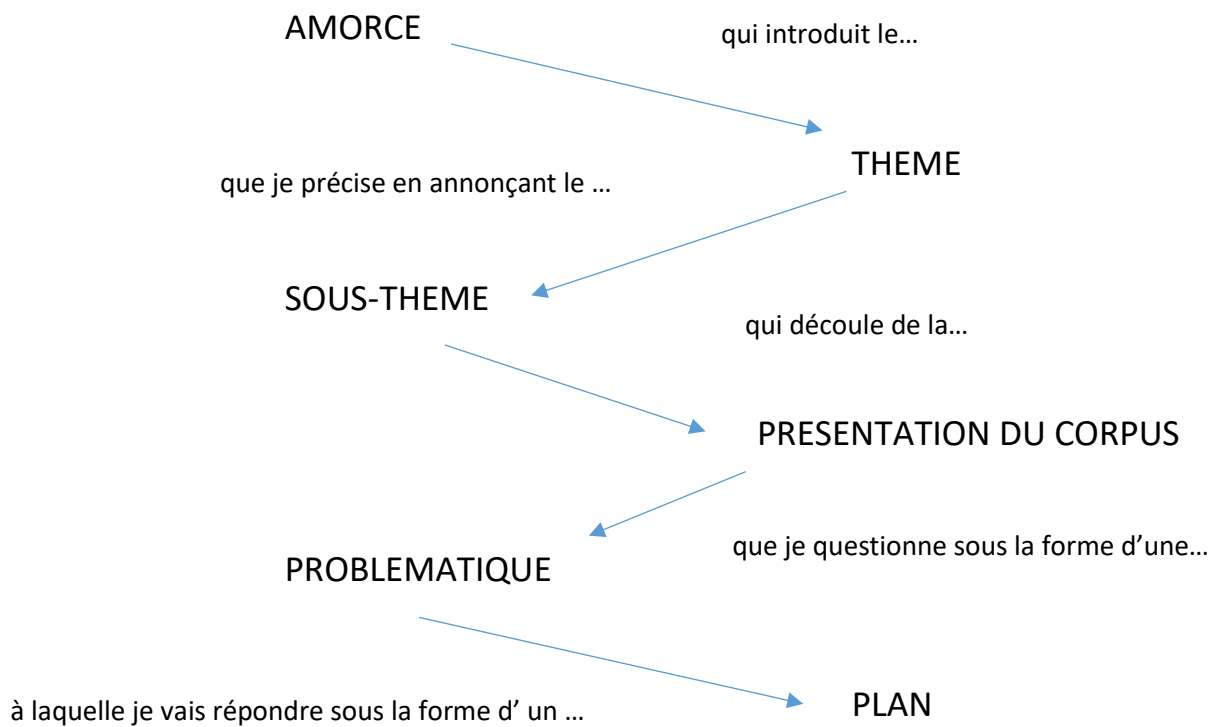 AMORCE
qui introduit le…
THEME
que je précise en annonçant le …
SOUS-THEME
qui découle de la…
PRESENTATION DU CORPUS
que je questionne sous la forme d’une…
PROBLEMATIQUE
à laquelle je vais répondre sous la forme d’ un …
PLAN